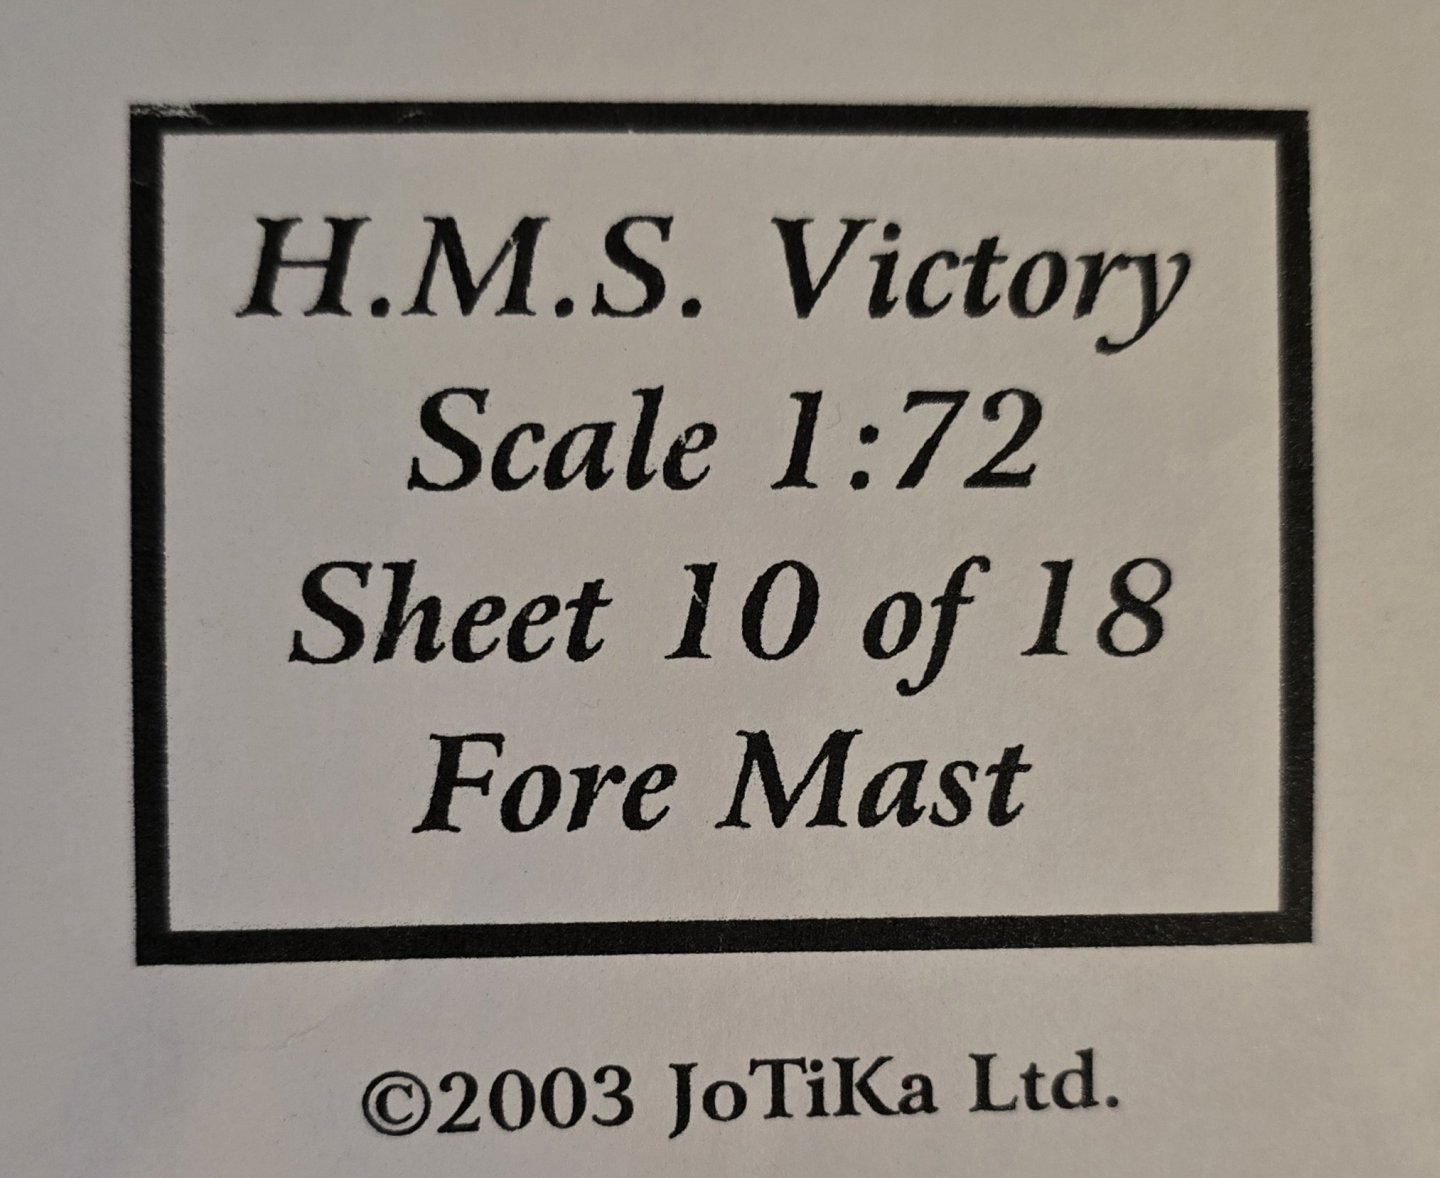 H.M.S. Victory
Scale 1:72
Sheet 10 of 18
Fore Mast
©2003 JoTiKa Ltd.